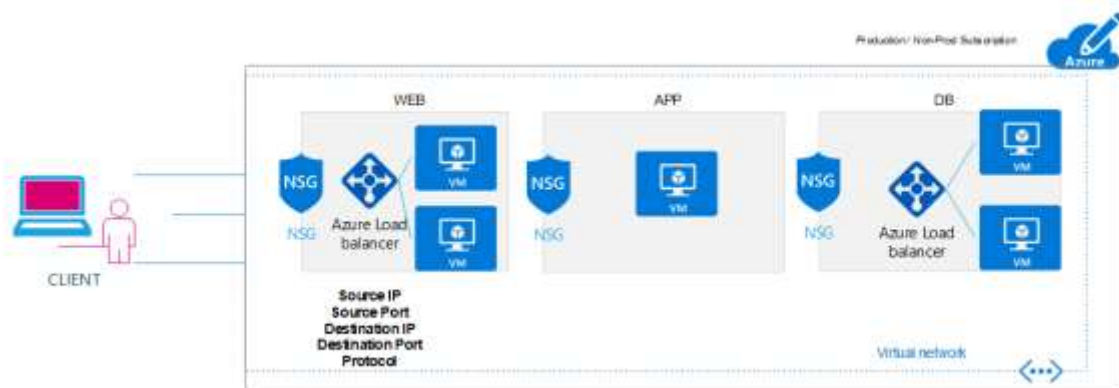 Production / Non-Prod Subscription
Azure
WEB
APP
DB
NSG
NSG
Azure Load
balancer
VM
VM
NSG
NSG
VM
NSG
NSG
Azure Load
balancer
VM
VM
CLIENT
Source IP
Source Port
Destination IP
Destination Port
Protocol
Virtual network